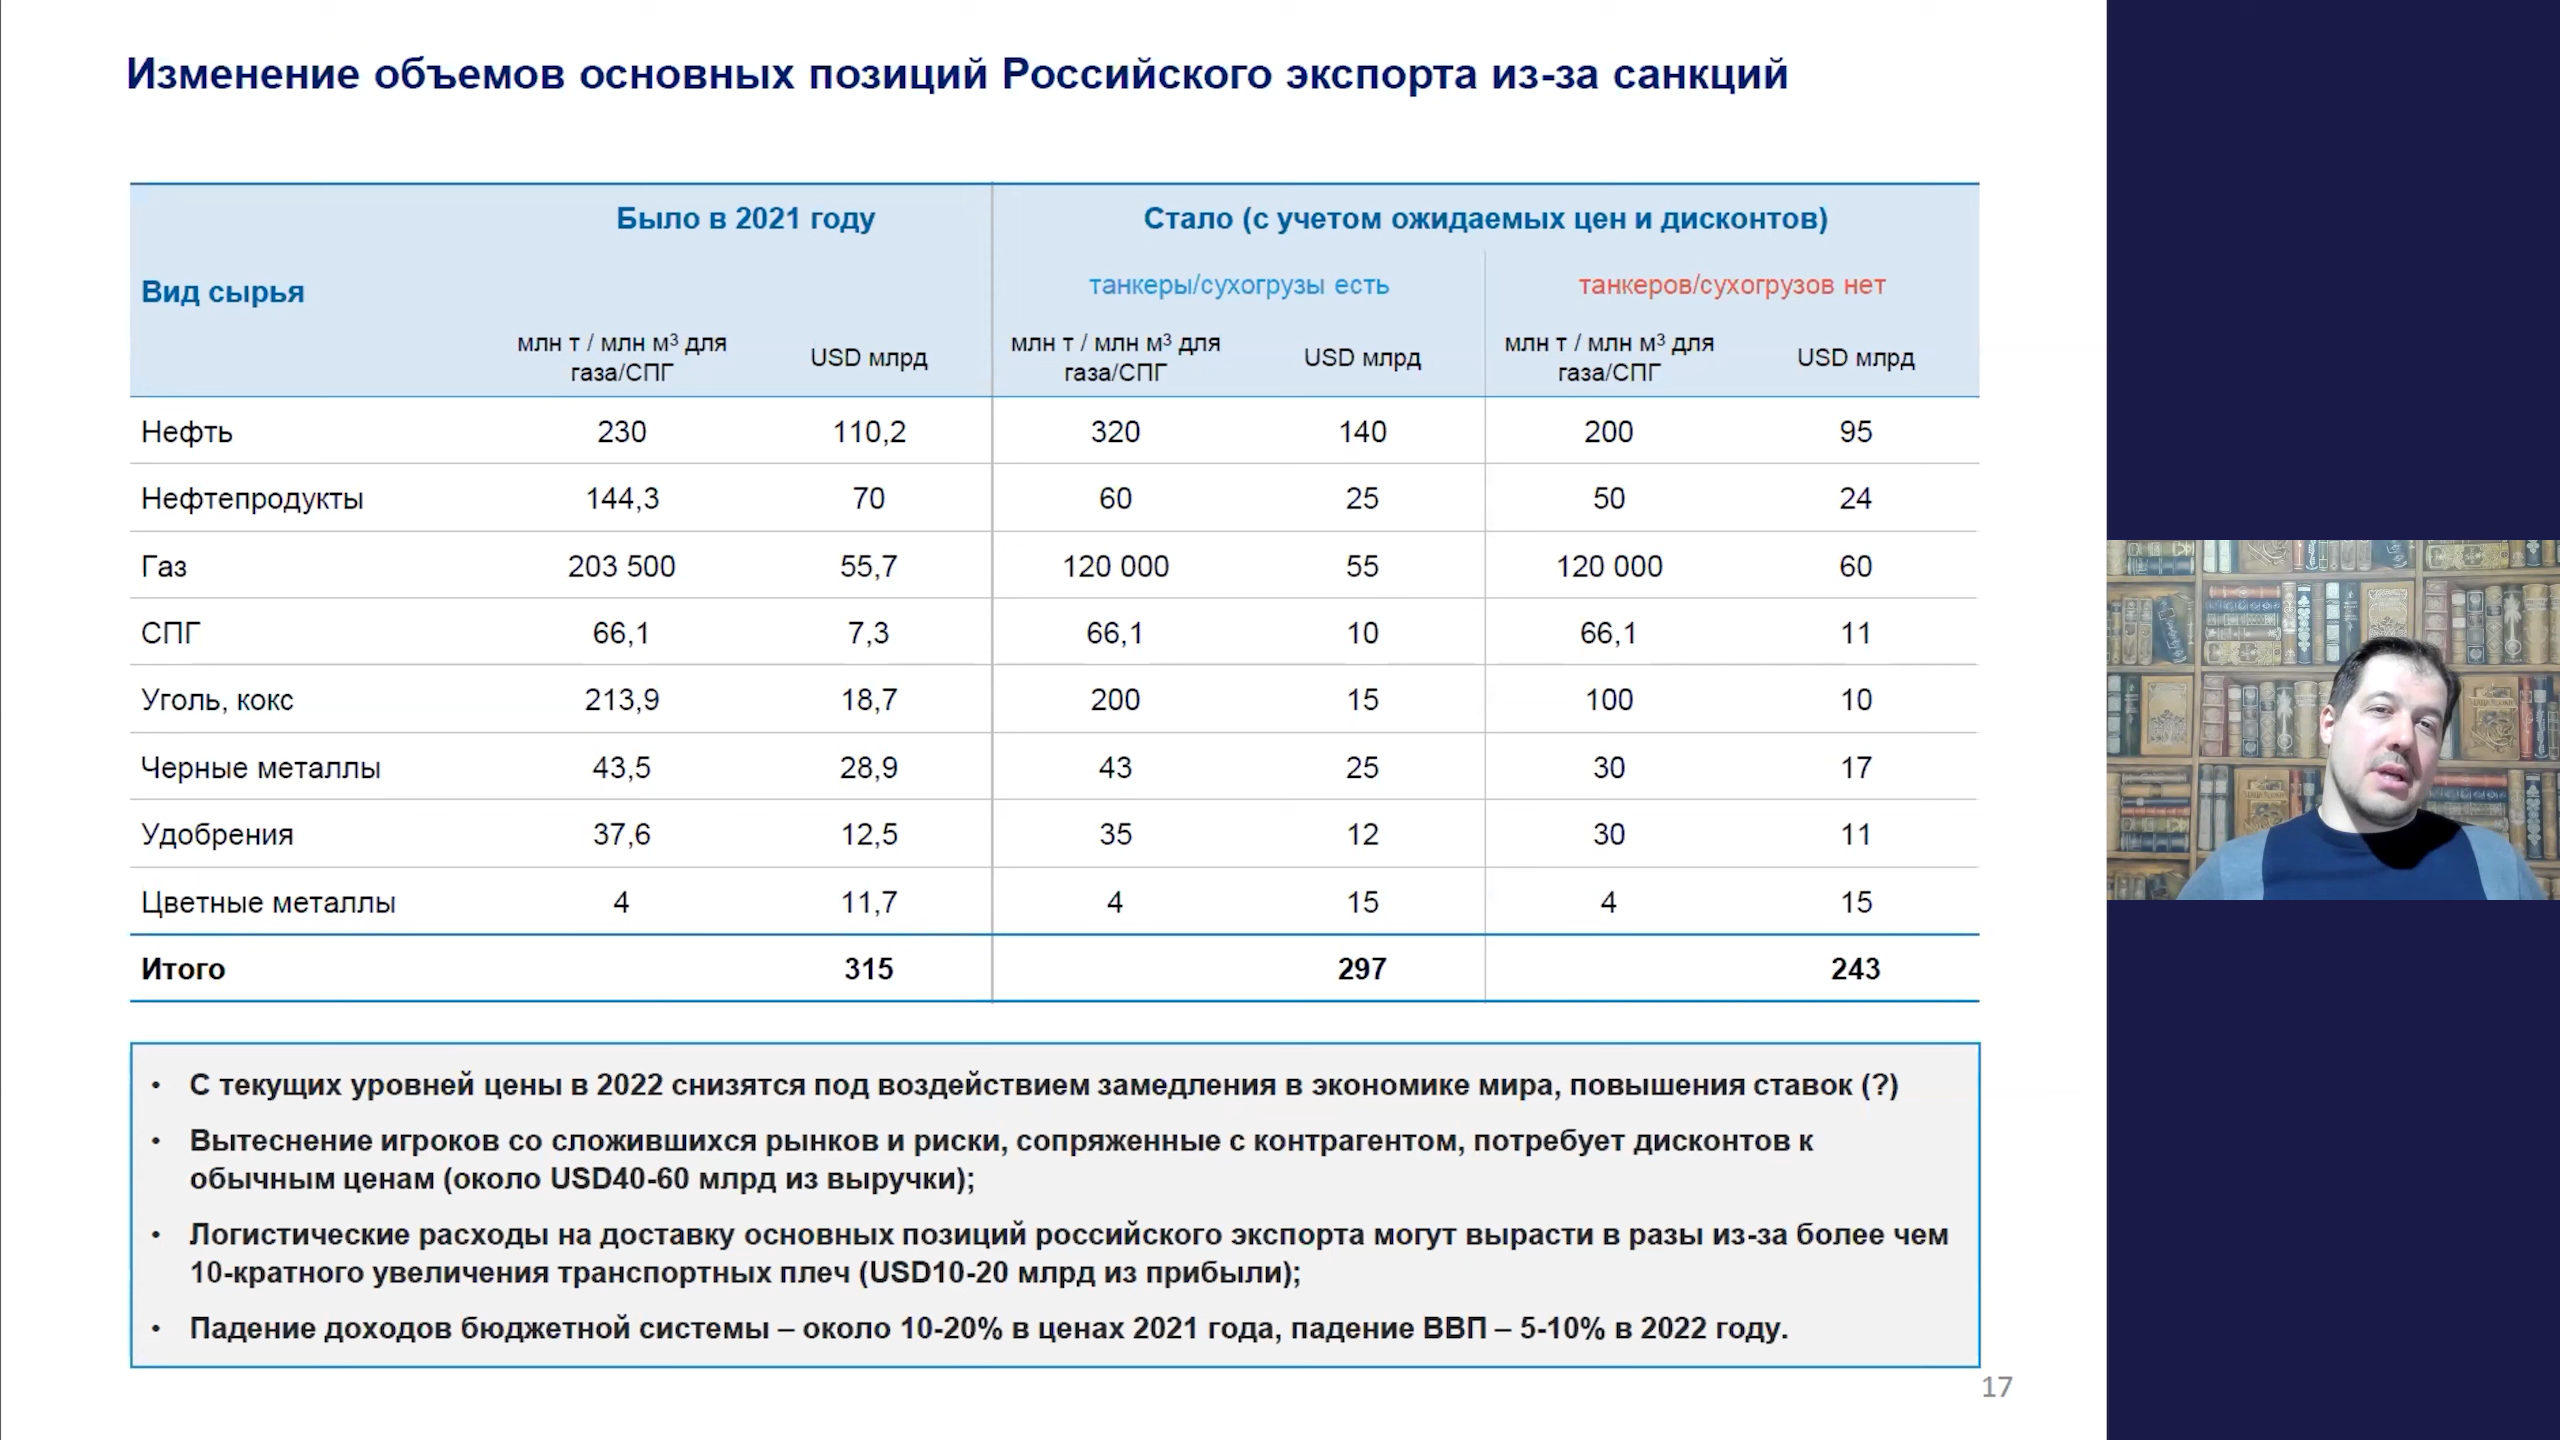 Изменение объемов основных позиций Российского экспорта из-за санкций
Вид сырья
Было в 2021 году
Стало (с учетом ожидаемых цен и дисконтов)
танкеры/сухогрузы есть
танкеров/сухогрузов нет
млн т / млн м³ для газа/СПГ
USD млрд
млн т / млн м³ для газа/СПГ
USD млрд
млн т / млн м³ для газа/СПГ
USD млрд
Нефть 230 110,2 320 140 200 95
Нефтепродукты 144,3 70 60 25 50 24
Газ 203 500 55,7 120 000 55 120 000 60
СПГ 66,1 7,3 66,1 10 66,1 11
Уголь, кокс 213,9 18,7 200 15 100 10
Черные металлы 43,5 28,9 43 25 30 17
Удобрения 37,6 12,5 35 12 30 11
Цветные металлы 4 11,7 4 15 4 15
Итого 315 297 243
• С текущих уровней цены в 2022 снизятся под воздействием замедления в экономике мира, повышения ставок (?)
• Вытеснение игроков со сложившихся рынков и риски, сопряженные с контрагентом, потребует дисконтов к
обычным ценам (около USD40-60 млрд из выручки);
• Логистические расходы на доставку основных позиций российского экспорта могут вырасти в разы из-за более чем
10-кратного увеличения транспортных плеч (USD10-20 млрд из прибыли);
• Падение доходов бюджетной системы – около 10-20% в ценах 2021 года, падение ВВП – 5-10% в 2022 году.
17